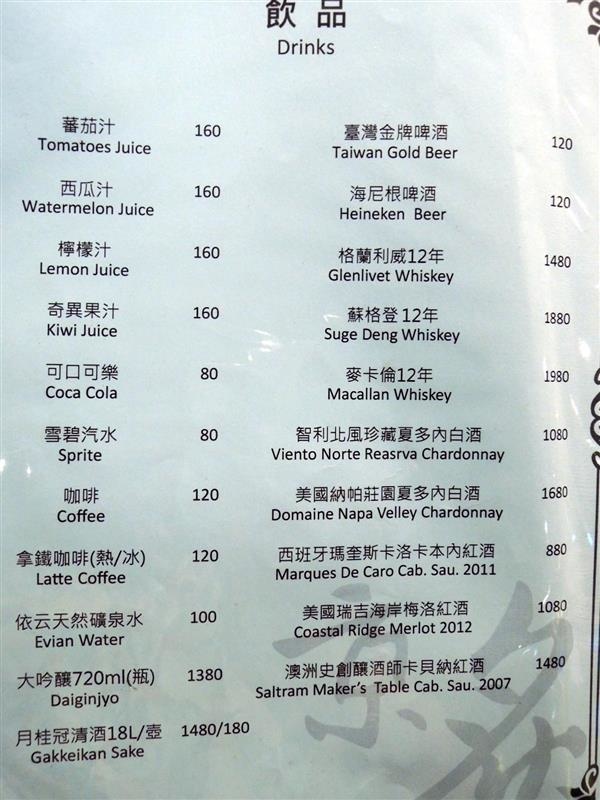 飲品
Drinks
蕃茄汁 160
Tomatoes Juice
西瓜汁 160
Watermelon Juice
檸檬汁 160
Lemon Juice
奇異果汁 160
Kiwi Juice
可口可樂 80
Coca Cola
雪碧汽水 80
Sprite
咖啡 120
Coffee
拿鐵咖啡(熱/冰) 120
Latte Coffee
依云天然礦泉水 100
Evian Water
大吟釀720ml(瓶) 1380
Daiginjyo
月桂冠清酒18L/壺 1480/180
Gakkeikan Sake
臺灣金牌啤酒 120
Taiwan Gold Beer
海尼根啤酒 120
Heineken Beer
格蘭利威12年 1480
Glenlivet Whiskey
蘇格登12年 1880
Suge Deng Whiskey
麥卡倫12年 1980
Macallan Whiskey
智利北風珍藏夏多內白酒 1080
Viento Norte Reasrva Chardonnay
美國納帕莊園夏多內白酒 1680
Domaine Napa Velley Chardonnay
西班牙瑪奎斯卡洛卡本內紅酒 880
Marques De Caro Cab. Sau. 2011
美國瑞吉海岸梅洛紅酒 1080
Coastal Ridge Merlot 2012
澳洲史創釀酒師卡貝納紅酒 1480
Saltram Maker's Table Cab. Sau. 2007